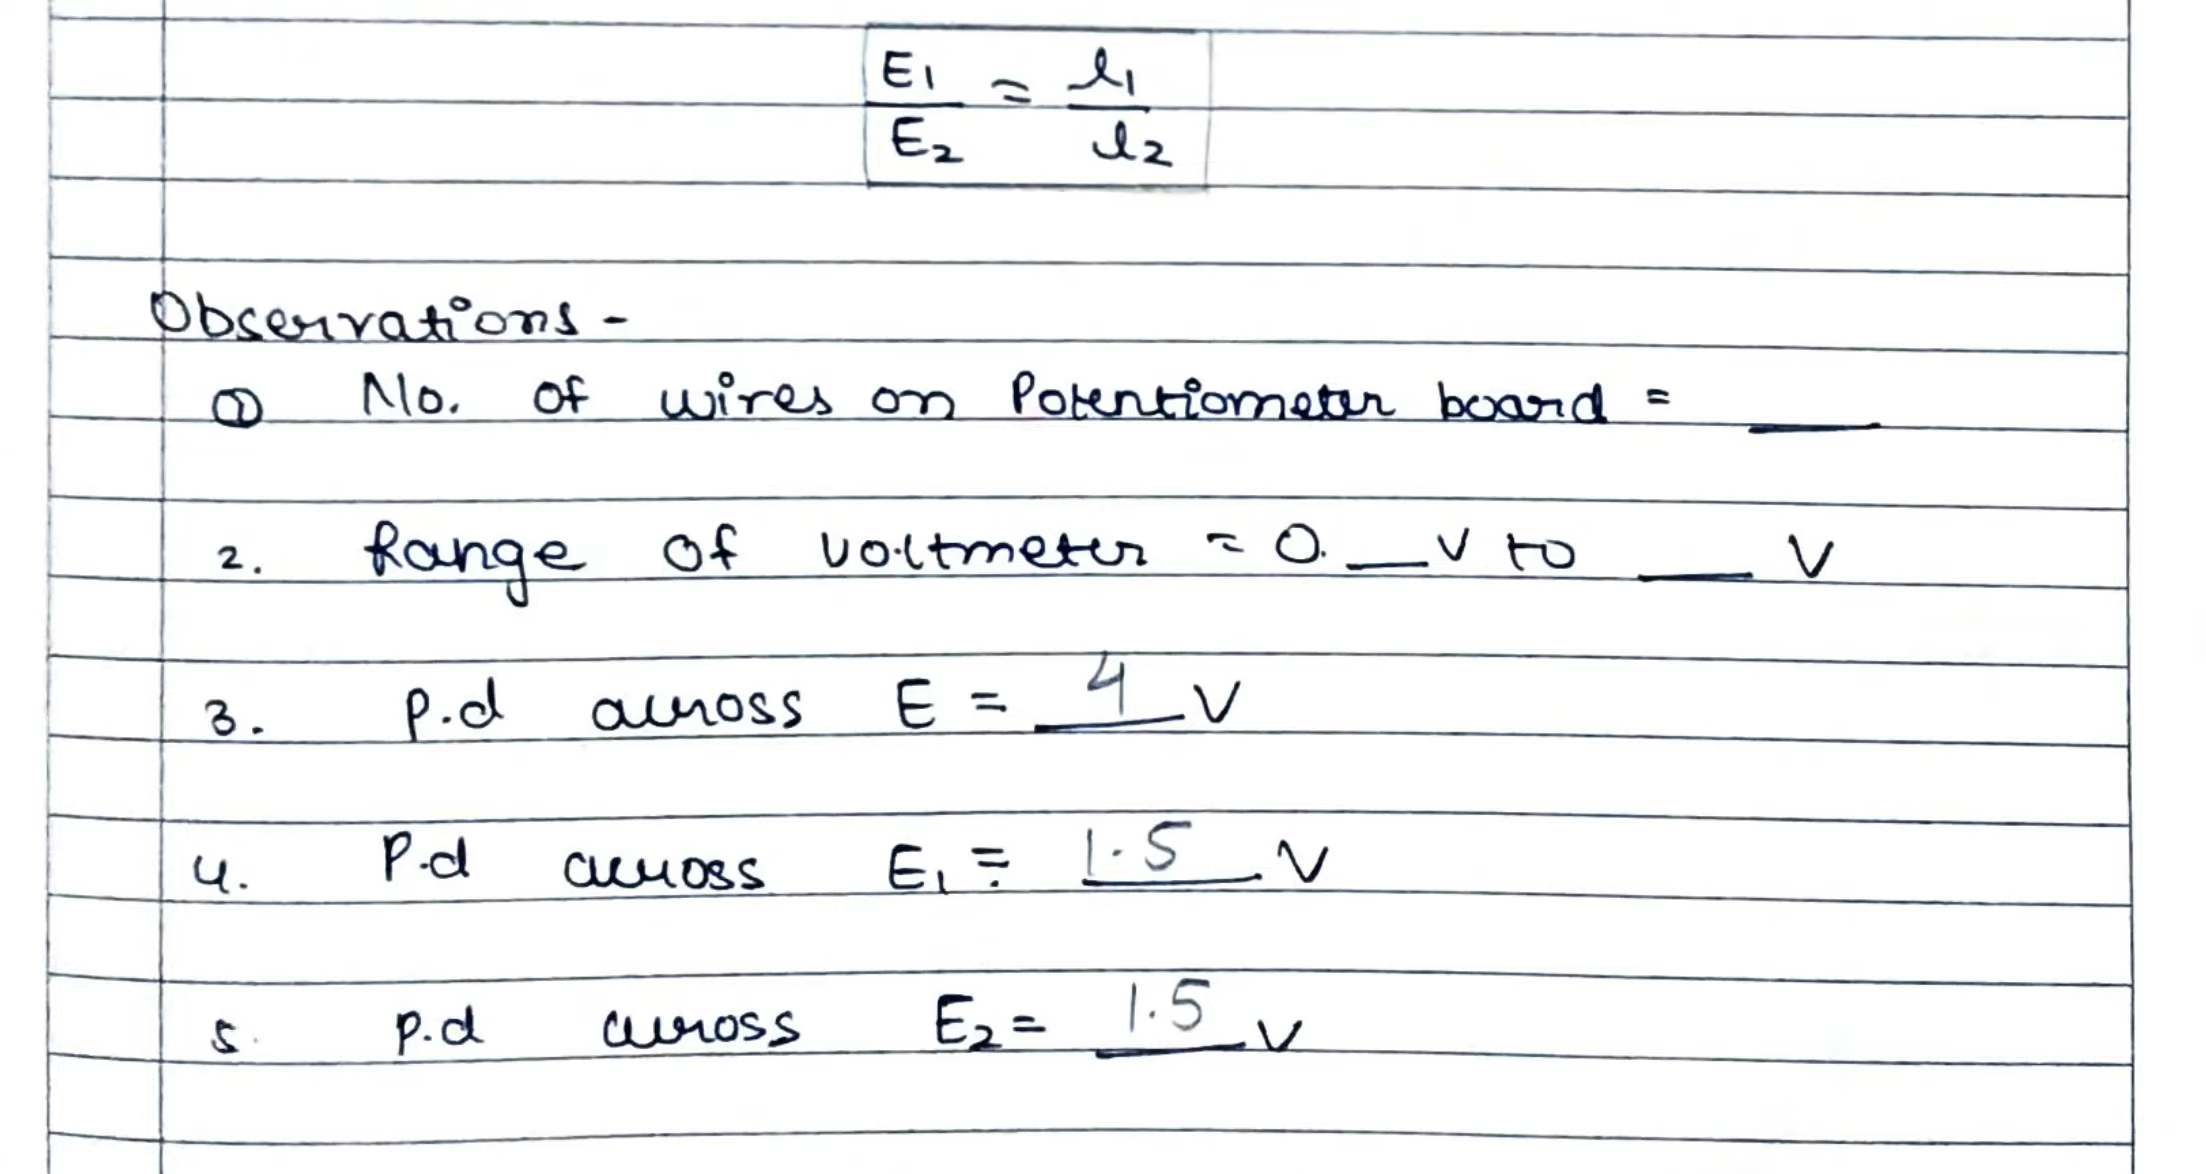 E1 = l1
E2 l2
Observations -
① No. of wires on Potentiometer board = ___
2. Range of voltmeter = 0. __ V to ___ V
3. p.d across E = 4 V
4. P.d across E1 = 1.5 V
5. p.d across E2 = 1.5 V